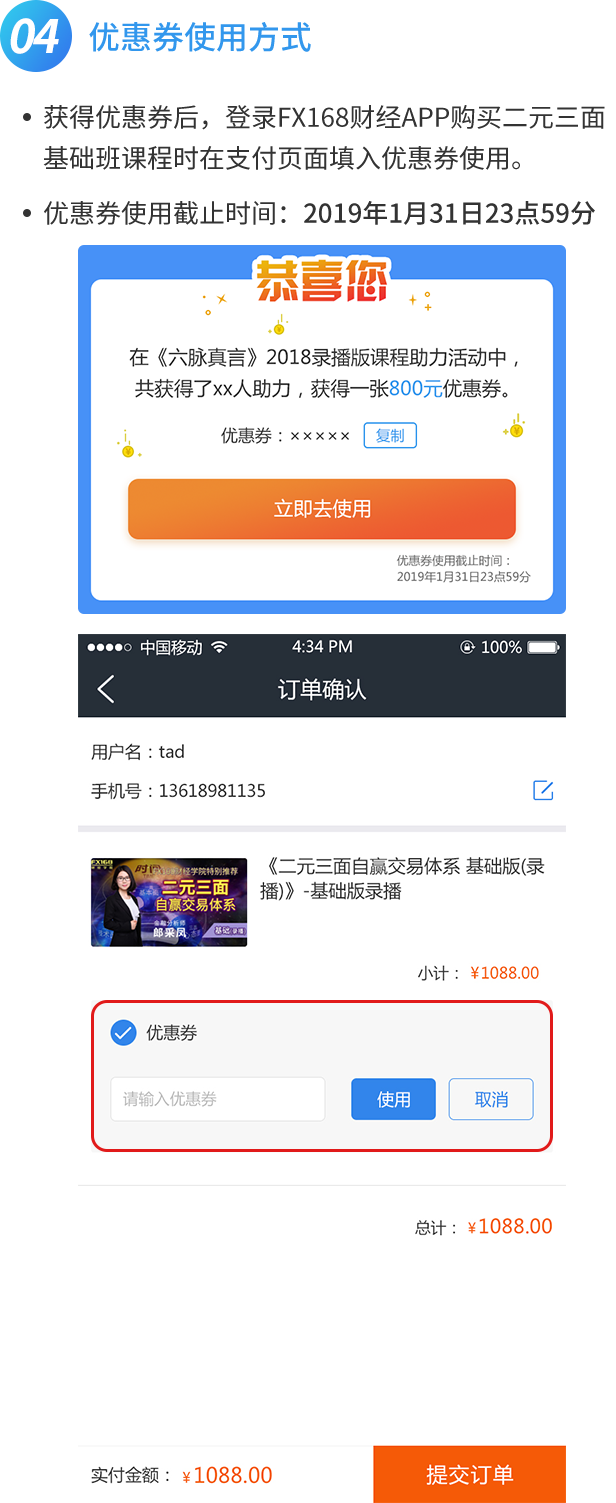 04 优惠券使用方式
• 获得优惠券后，登录FX168财经APP购买二元三面
基础班课程时在支付页面填入优惠券使用。
• 优惠券使用截止时间：2019年1月31日23点59分
恭喜您
在《六脉真言》2018录播版课程助力活动中，
共获得了xx人助力，获得一张800元优惠券。
优惠券：××××× 复制
立即去使用
优惠券使用截止时间：
2019年1月31日23点59分
中国移动 4:34 PM 100%
订单确认
用户名：tad
手机号：13618981135
FX168
学院特别推荐
二元三面
自赢交易体系
金融分析师
郎采凤
《二元三面自赢交易体系 基础版(录
播)》-基础版录播
小计： ¥1088.00
优惠券
请输入优惠券 使用 取消
总计： ¥1088.00
实付金额： ¥1088.00 提交订单